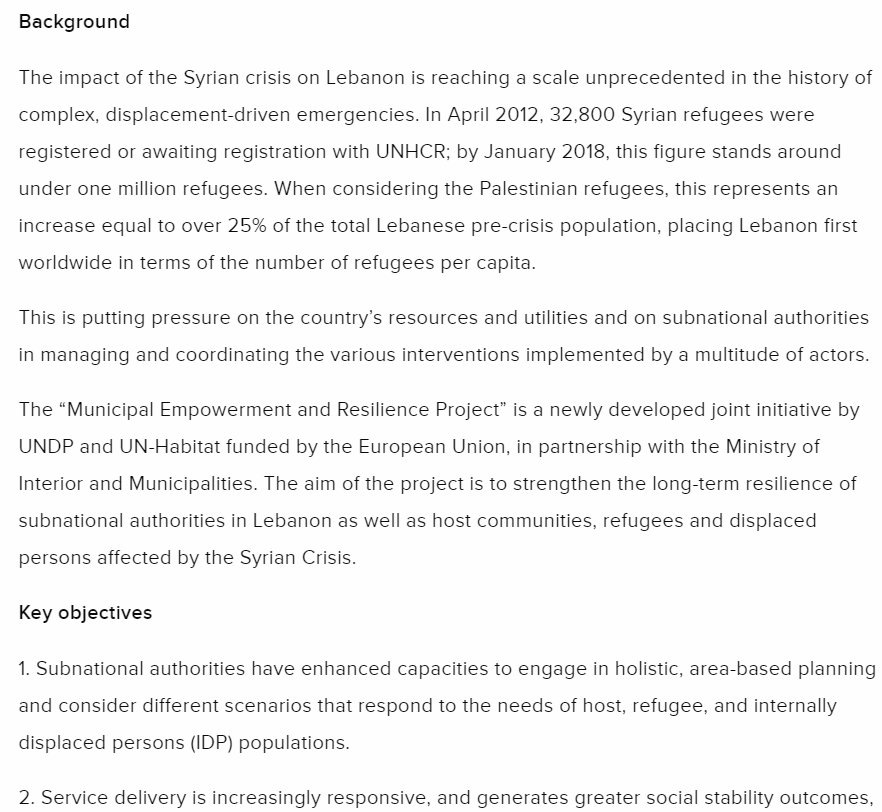 Background
The impact of the Syrian crisis on Lebanon is reaching a scale unprecedented in the history of
complex, displacement-driven emergencies. In April 2012, 32,800 Syrian refugees were
registered or awaiting registration with UNHCR; by January 2018, this figure stands around
under one million refugees. When considering the Palestinian refugees, this represents an
increase equal to over 25% of the total Lebanese pre-crisis population, placing Lebanon first
worldwide in terms of the number of refugees per capita.
This is putting pressure on the country’s resources and utilities and on subnational authorities
in managing and coordinating the various interventions implemented by a multitude of actors.
The “Municipal Empowerment and Resilience Project” is a newly developed joint initiative by
UNDP and UN-Habitat funded by the European Union, in partnership with the Ministry of
Interior and Municipalities. The aim of the project is to strengthen the long-term resilience of
subnational authorities in Lebanon as well as host communities, refugees and displaced
persons affected by the Syrian Crisis.
Key objectives
1. Subnational authorities have enhanced capacities to engage in holistic, area-based planning
and consider different scenarios that respond to the needs of host, refugee, and internally
displaced persons (IDP) populations.
2. Service delivery is increasingly responsive, and generates greater social stability outcomes,